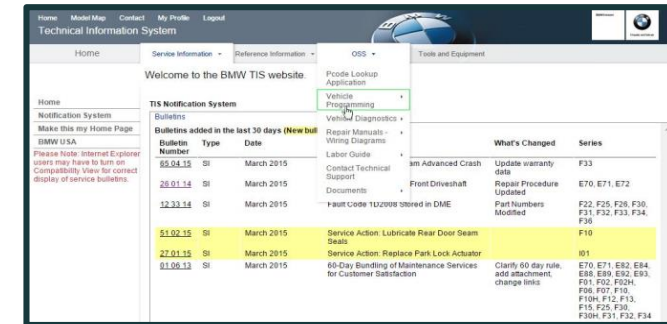 Home Model Map Contact My Profile Logout
Technical Information System
Home Service Information Reference Information OSS Tools and Equipment
Welcome to the BMW TIS website.
Pcode Lookup
Application
Vehicle
Programming
Vehicle Diagnostics
Repair Manuals -
Wiring Diagrams
Labor Guide
Contact Technical
Support
Documents
Home
Notification System
Make this my Home Page
BMW USA
Please Note: Internet Explorer
users may have to turn on
Compatibility View for correct
display of service bulletins.
TIS Notification System
Bulletins
Bulletins added in the last 30 days (New bull
Bulletin Number Type Date What's Changed Series
65 04 15 SI March 2015 am Advanced Crash Update warranty data F33
26 01 14 SI March 2015 Front Driveshaft Repair Procedure Updated E70, E71, E72
12 33 14 SI March 2015 Fault Code 1D2008 Stored in DME Part Numbers Modified F22, F25, F26, F30,
F31, F32, F33, F34,
F36
51 02 15 SI March 2015 Service Action: Lubricate Rear Door Seam Seals F10
27 01 15 SI March 2015 Service Action: Replace Park Lock Actuator I01
01 06 13 SI March 2015 60-Day Bundling of Maintenance Services for Customer Satisfaction Clarify 60 day rule, add attachment, change links E70, E71, E82, E84,
E88, E89, E92, E93,
F01, F02, F02H,
F06, F07, F10,
F10H, F12, F13,
F15, F25, F30,
F30H, F31, F32, F34